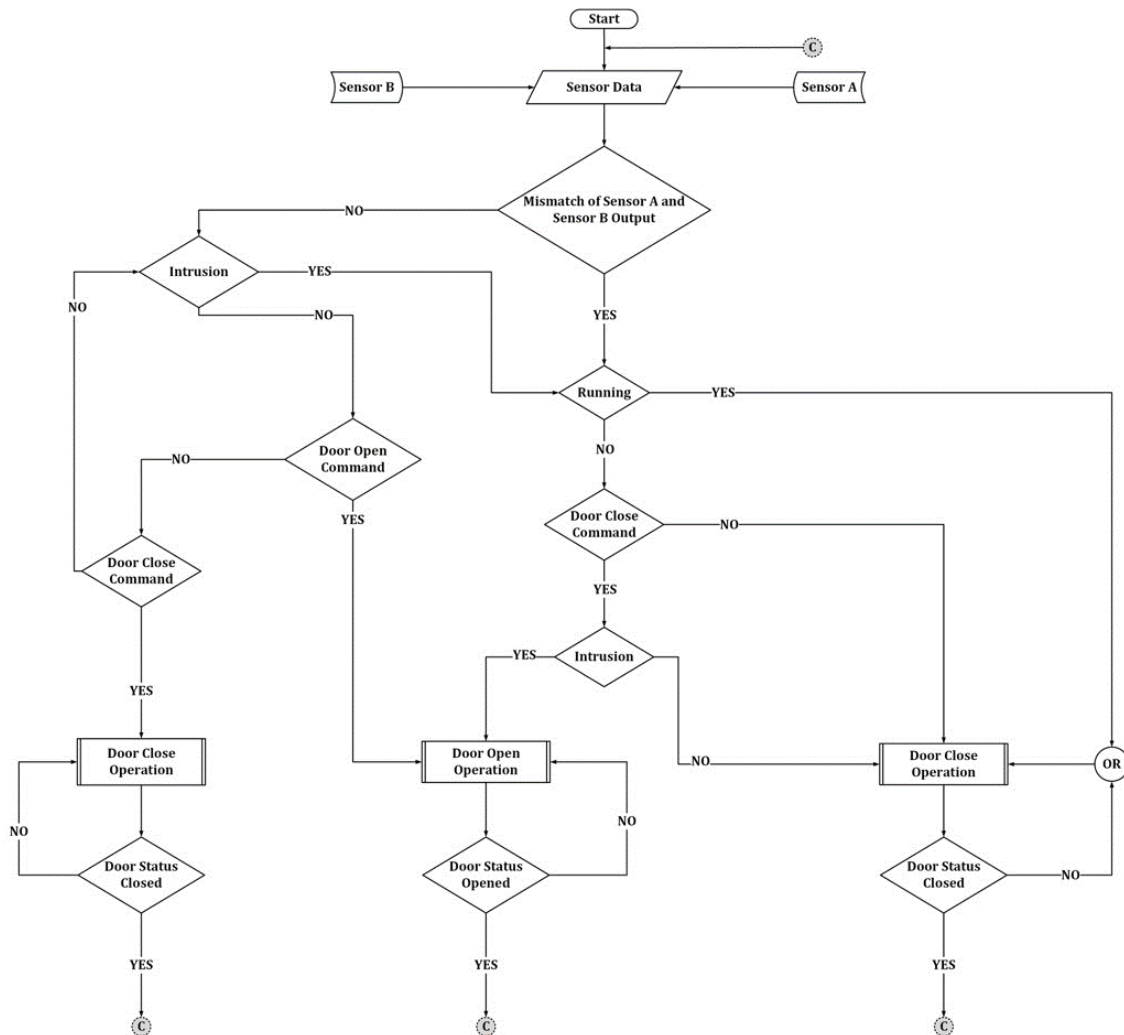 Start
C
Sensor B
Sensor Data
Sensor A
Mismatch of Sensor A and
Sensor B Output
NO
Intrusion
YES
NO
NO
YES
Running
YES
Door Open
Command
NO
NO
YES
Door Close
Command
NO
Door Close
Command
YES
Intrusion
YES
YES
Door Close
Operation
Door Open
Operation
NO
Door Close
Operation
OR
NO
NO
Door Status
Closed
Door Status
Opened
Door Status
Closed
NO
YES
YES
YES
C
C
C